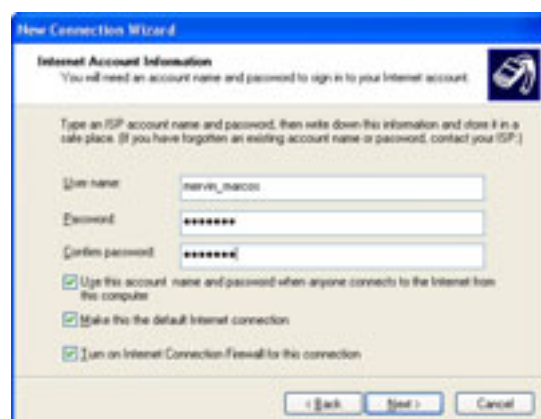 New Connection Wizard
Internet Account Information
You will need an account name and password to sign in to your Internet account.
Type an ISP account name and password, then write down this information and store it in a
safe place. (If you have forgotten an existing account name or password, contact your ISP.)
User name:
mervin_marcos
Password:
•••••••
Confirm password:
•••••••
Use this account name and password when anyone connects to the Internet from
this computer
Make this the default Internet connection
Turn on Internet Connection Firewall for this connection
< Back
Next >
Cancel